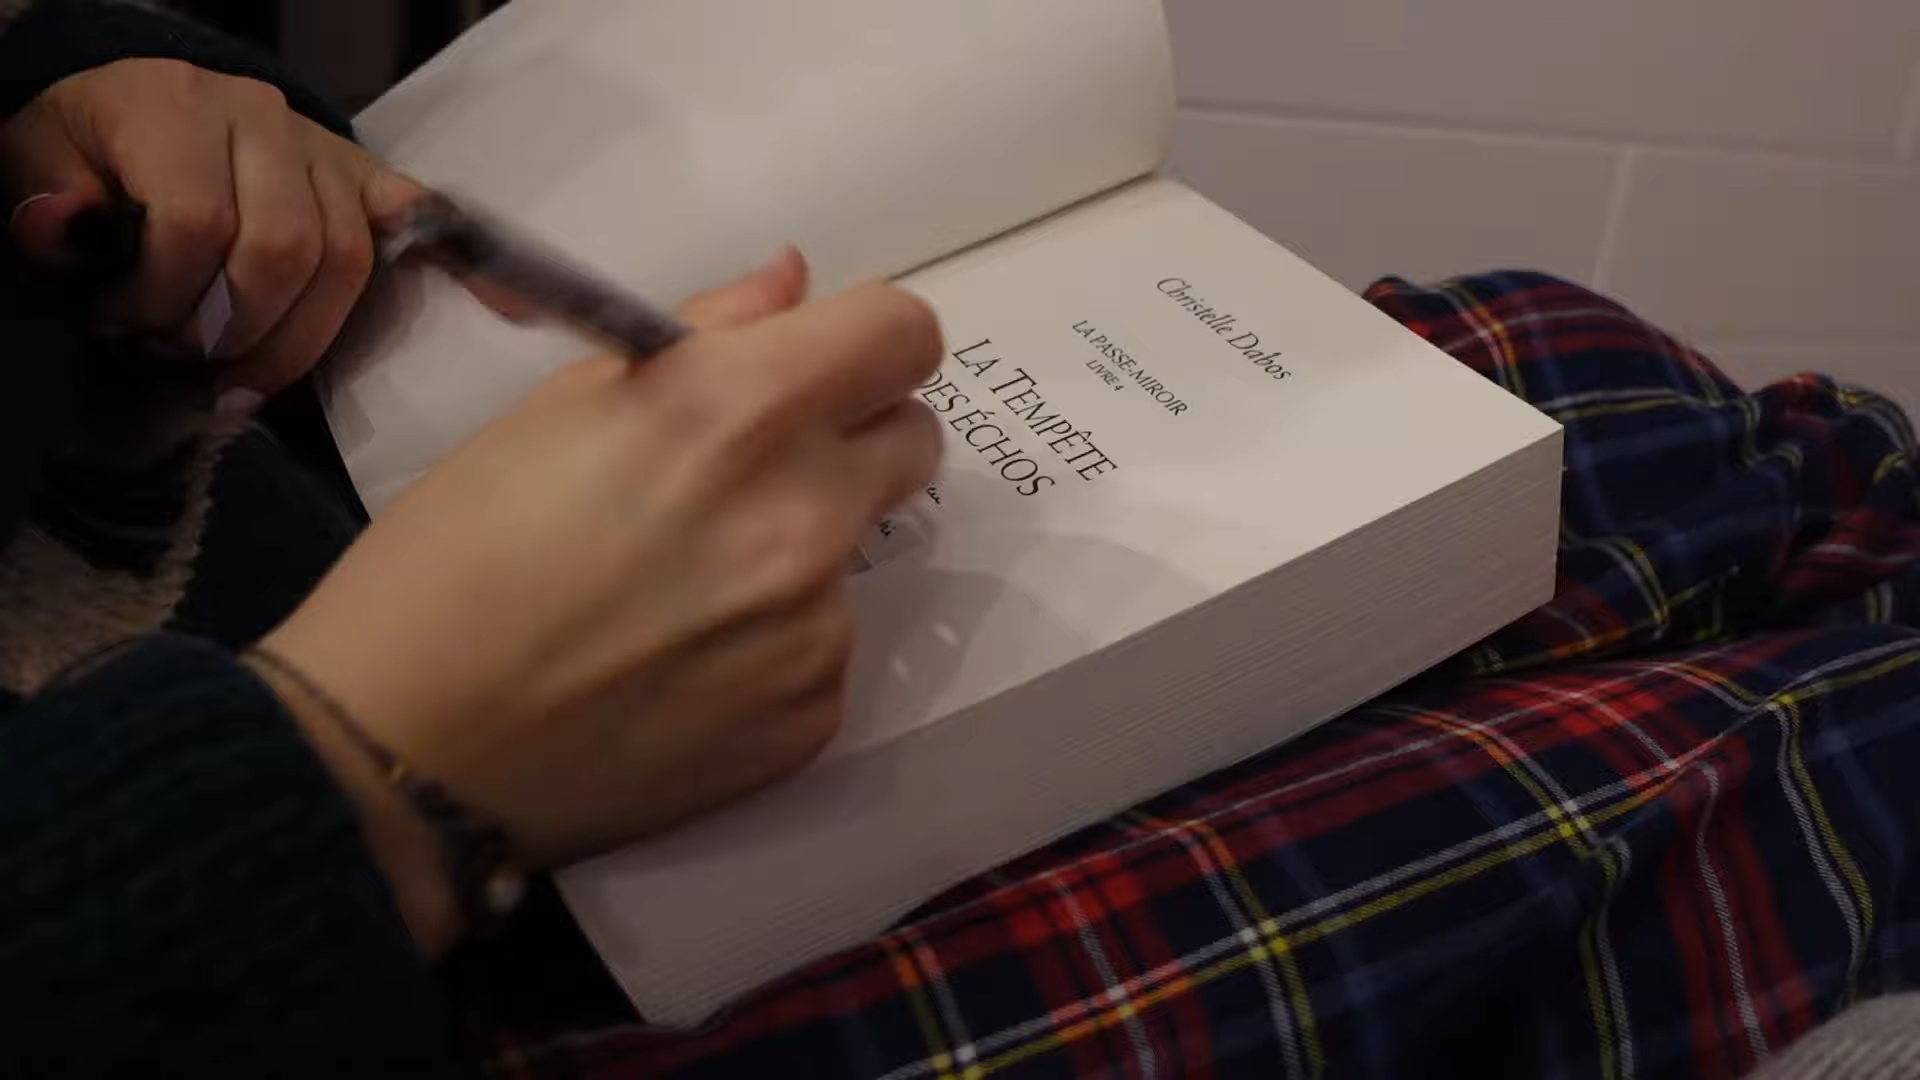 Christelle Dabos
LA PASSE-MIROIR
LIVRE 4
LA TEMPÊTE
DES ÉCHOS